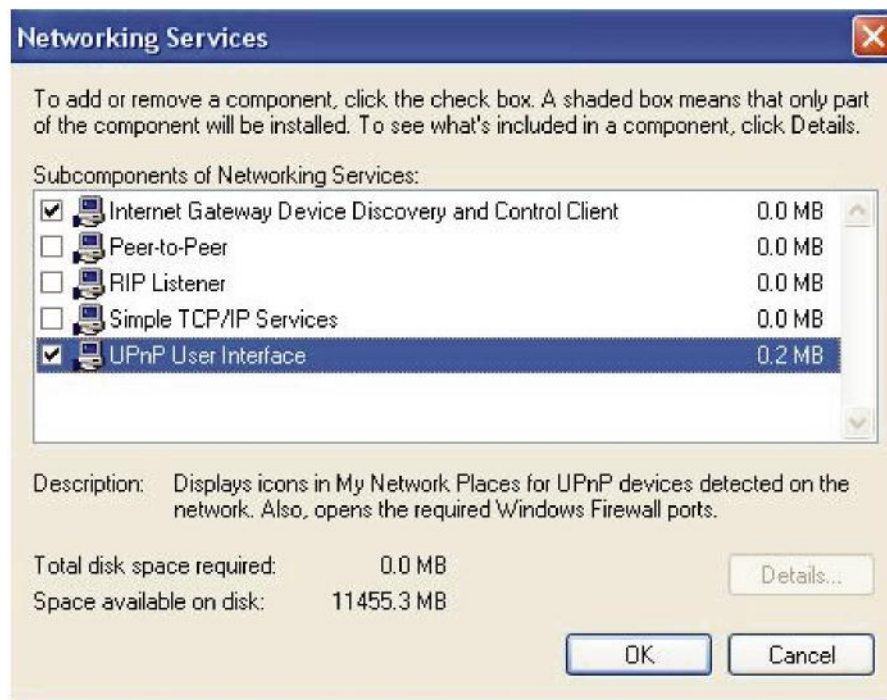 Networking Services
To add or remove a component, click the check box. A shaded box means that only part
of the component will be installed. To see what's included in a component, click Details.
Subcomponents of Networking Services:
Internet Gateway Device Discovery and Control Client 0.0 MB
Peer-to-Peer 0.0 MB
RIP Listener 0.0 MB
Simple TCP/IP Services 0.0 MB
UPnP User Interface 0.2 MB
Description: Displays icons in My Network Places for UPnP devices detected on the
network. Also, opens the required Windows Firewall ports.
Total disk space required: 0.0 MB
Details...
Space available on disk: 11455.3 MB
OK Cancel